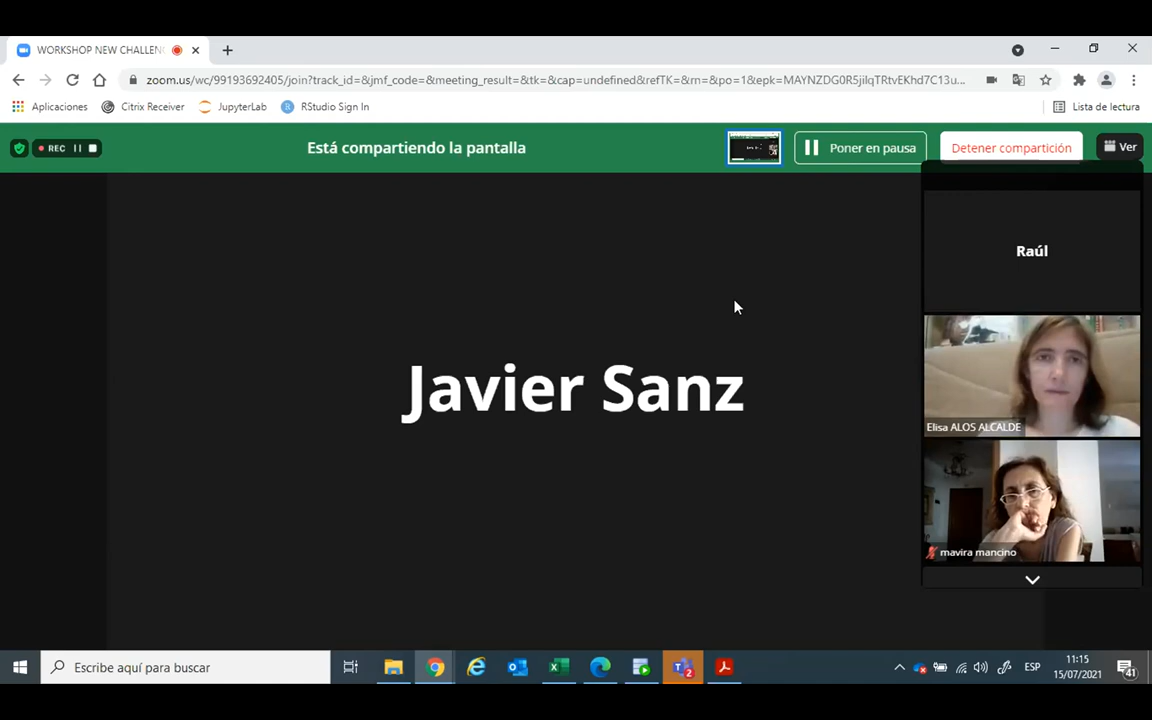 WORKSHOP NEW CHALLEN
zoom.us/wc/99193692405/join?track_id=&jmf_code=&meeting_result=&tk=&cap=undefined&refTK=&rn=&po=1&epk=MAYNZDG0R5jilqTRtvEKhd7C13u...
Aplicaciones Citrix Receiver JupyterLab RStudio Sign In Lista de lectura
REC Está compartiendo la pantalla Poner en pausa Detener compartición Ver
Raúl
Javier Sanz
Elisa ALOS ALCALDE
mavira mancino
Escribe aquí para buscar
ESP
11:15
15/07/2021
41